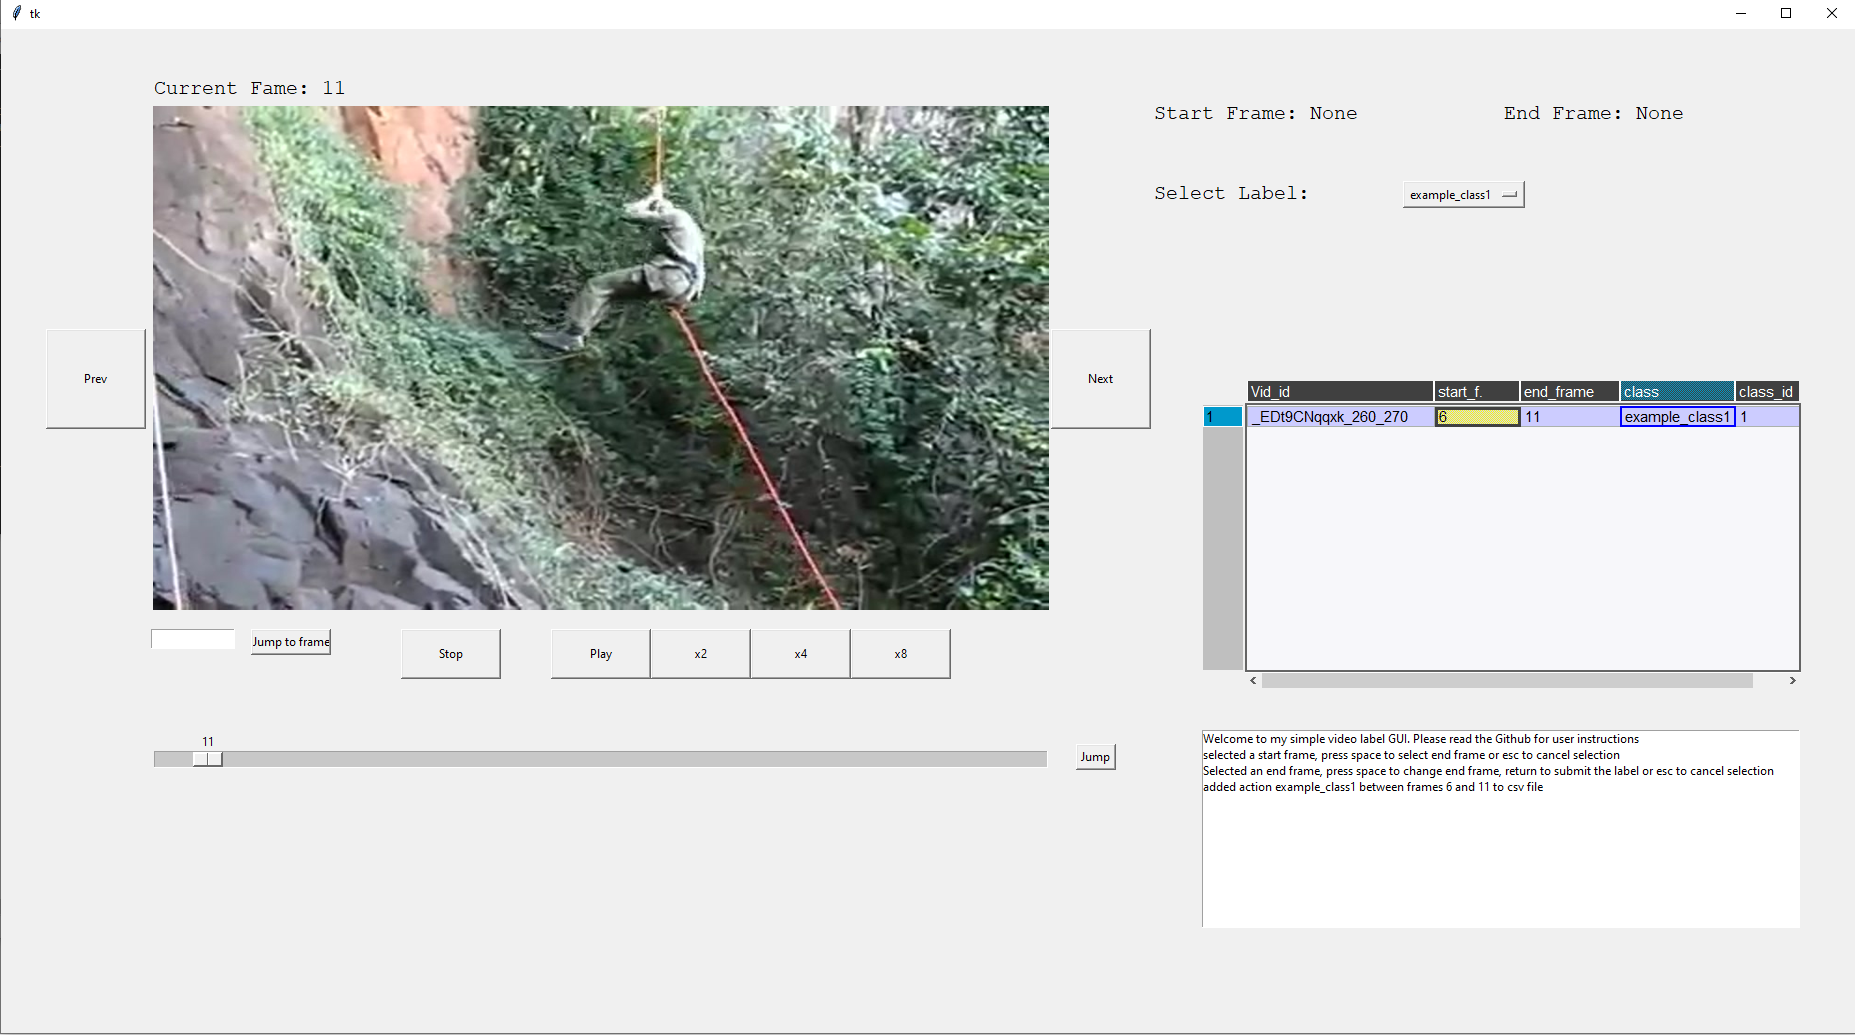 tk
Current Fame: 11
Start Frame: None
End Frame: None
Select Label:
example_class1
Prev
Next
Vid_id start_f. end_frame class class_id
1 _EDt9CNqqxk_260_270 6 11 example_class1 1
Jump to frame
Stop
Play
x2
x4
x8
11
Jump
Welcome to my simple video label GUI. Please read the Github for user instructions
selected a start frame, press space to select end frame or esc to cancel selection
Selected an end frame, press space to change end frame, return to submit the label or esc to cancel selection
added action example_class1 between frames 6 and 11 to csv file